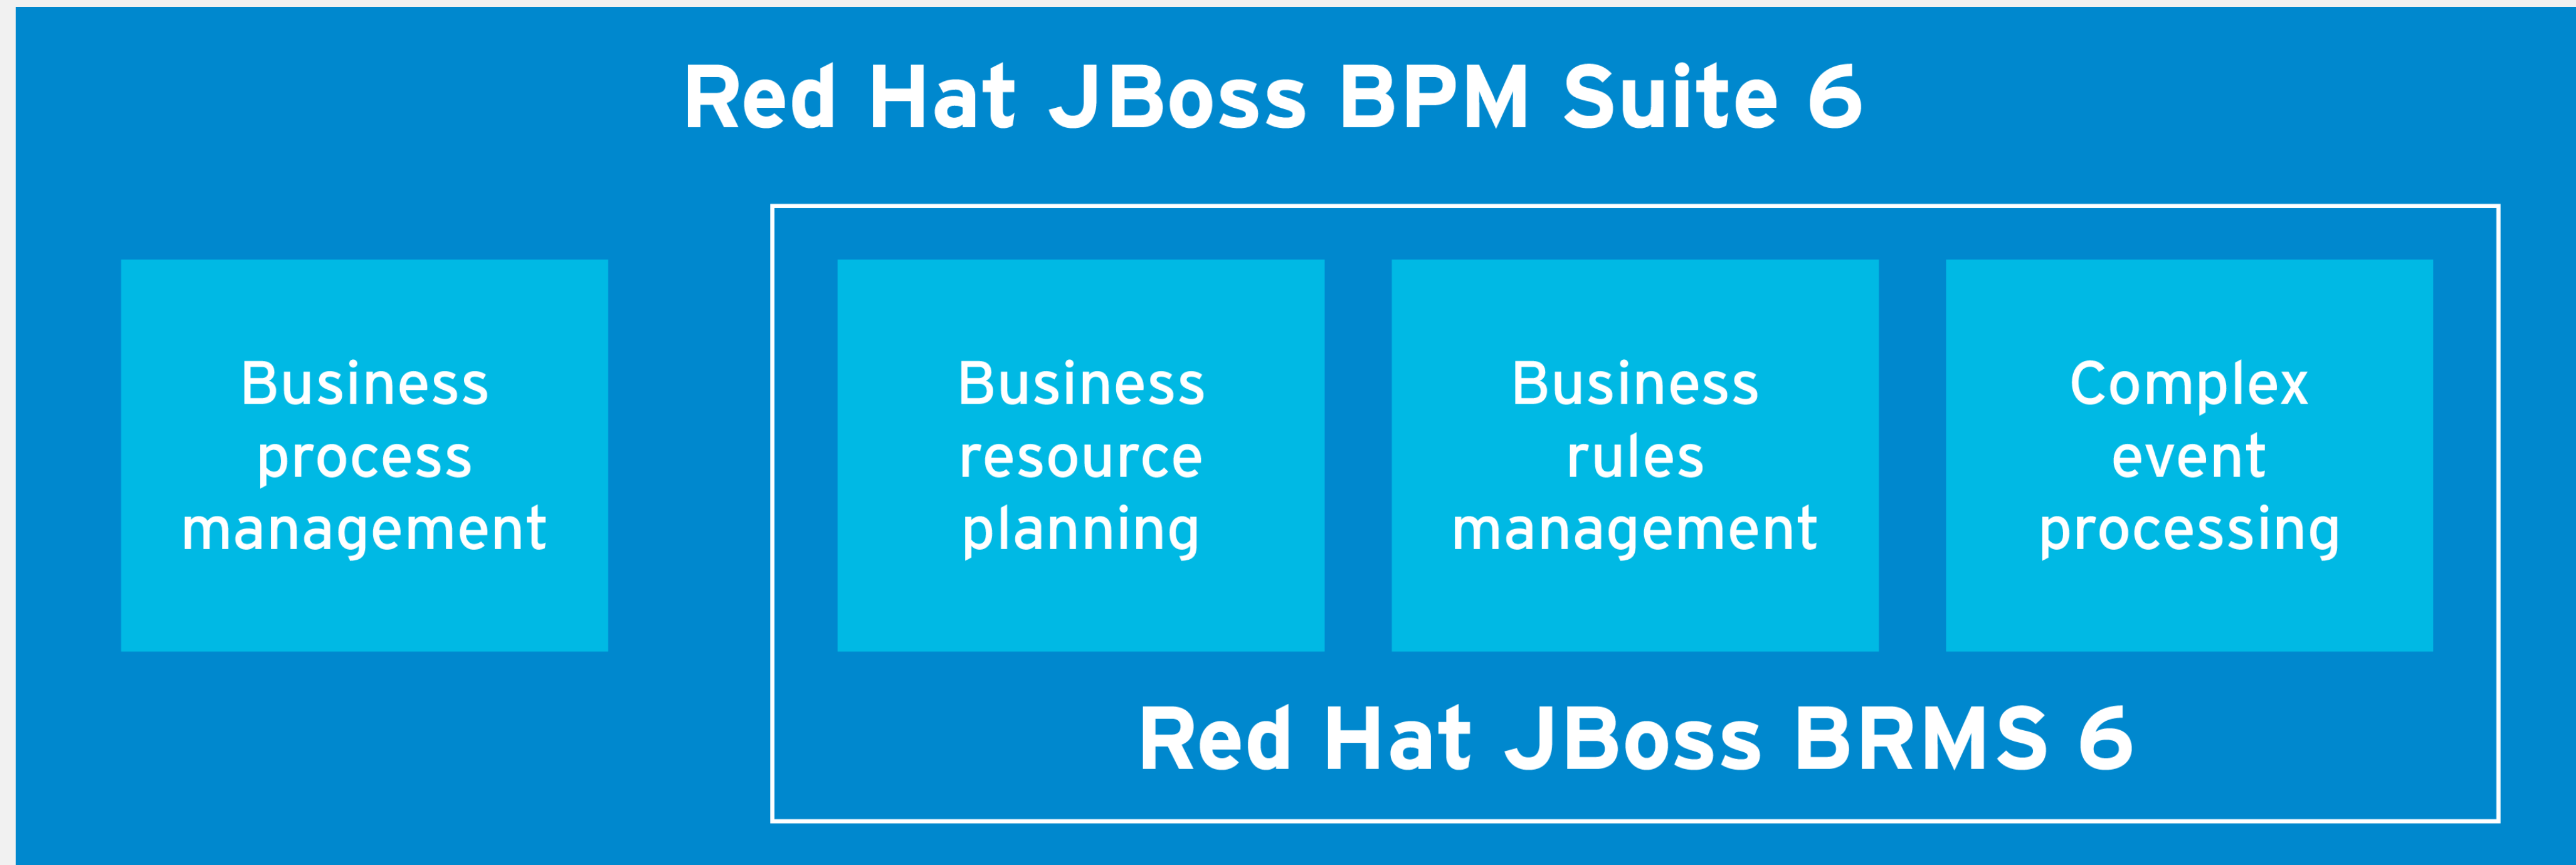 Red Hat JBoss BPM Suite 6
Business
process
management
Business
resource
planning
Business
rules
management
Complex
event
processing
Red Hat JBoss BRMS 6